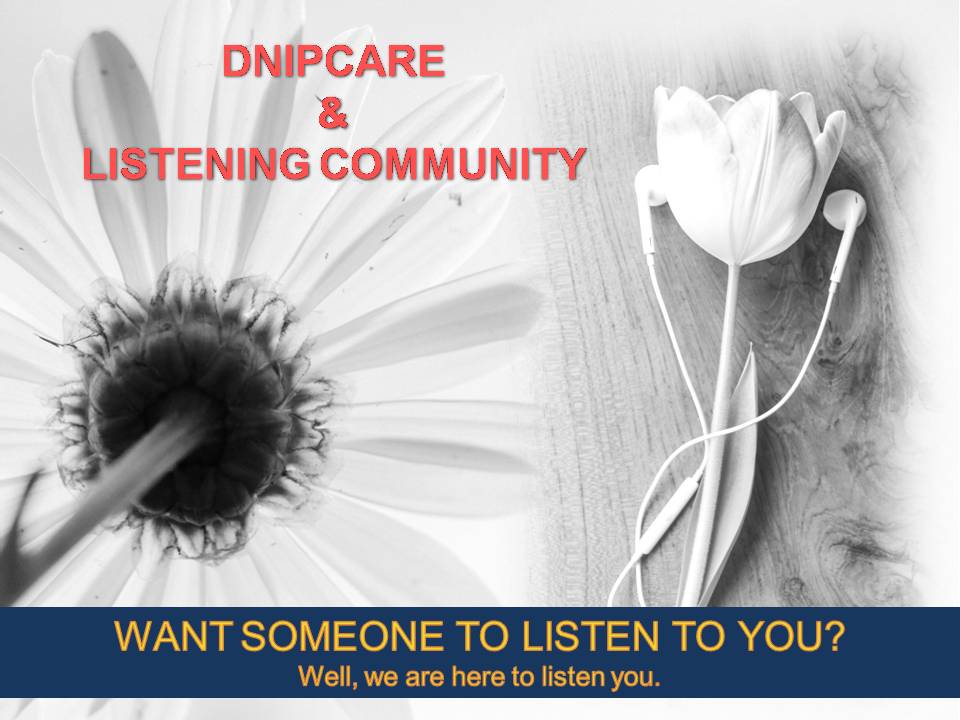 DNIPCARE
&
LISTENING COMMUNITY
WANT SOMEONE TO LISTEN TO YOU?
Well, we are here to listen you.